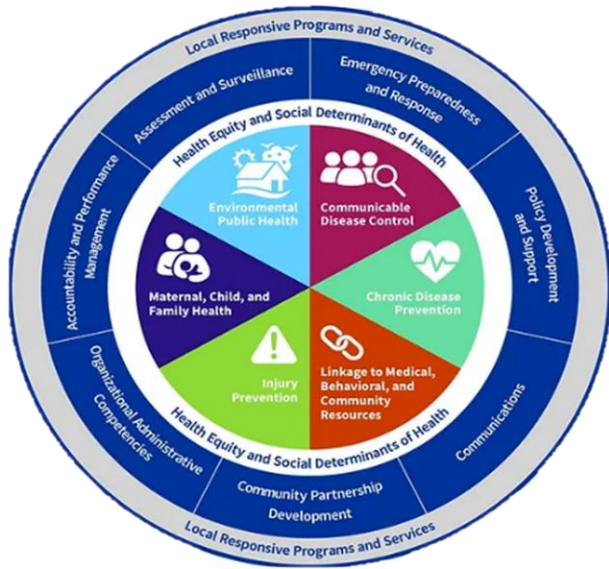 Local Responsive Programs and Services
Assessment and Surveillance
Emergency Preparedness
and Response
Health Equity and Social Determinants of Health
Accountability and Performance
Management
Policy Development
and Support
Environmental
Public Health
Communicable
Disease Control
Maternal, Child, and
Family Health
Chronic Disease
Prevention
Injury
Prevention
Linkage to Medical,
Behavioral, and
Community
Resources
Health Equity and Social Determinants of Health
Organizational Administrative
Competencies
Communications
Community Partnership
Development
Local Responsive Programs and Services